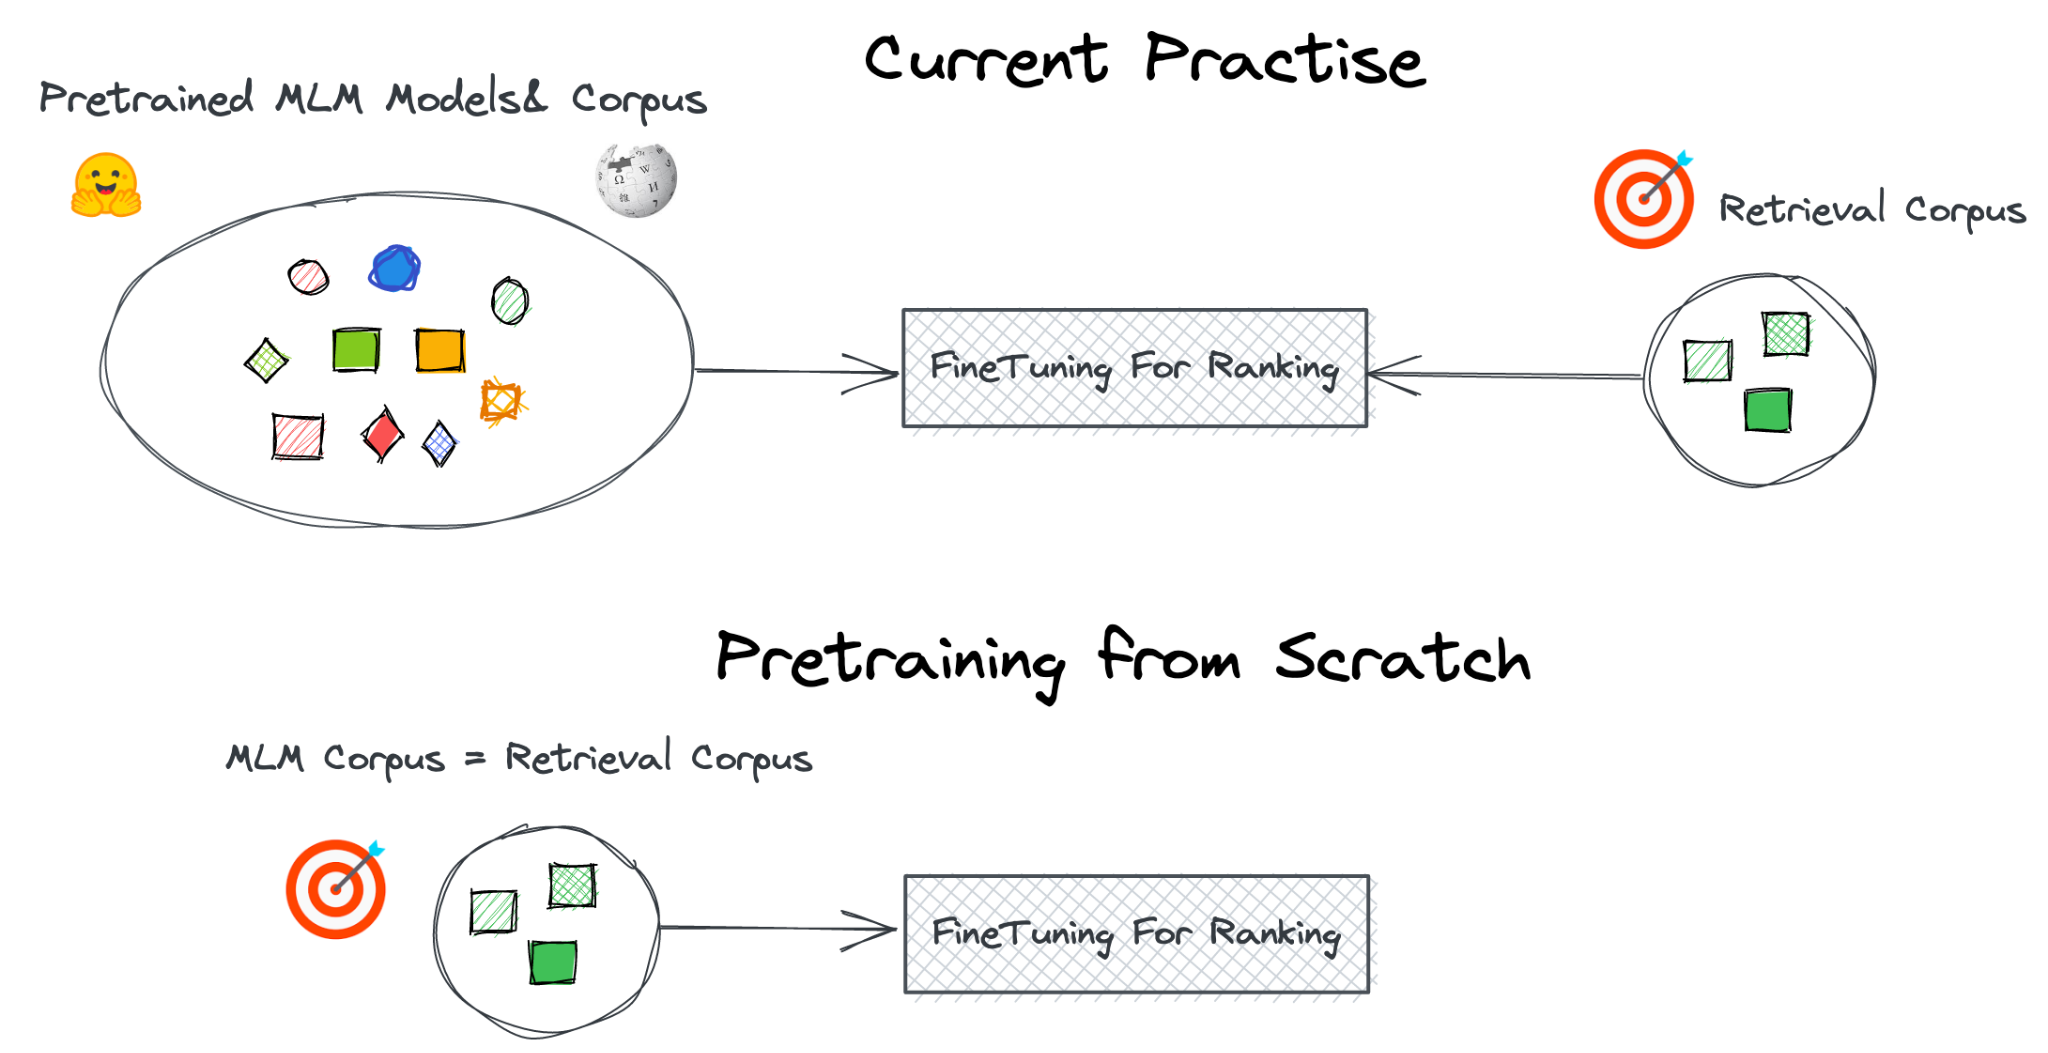 Current Practise
Pretrained MLM Models& Corpus
Retrieval Corpus
FineTuning For Ranking
Pretraining from Scratch
MLM Corpus = Retrieval Corpus
FineTuning For Ranking